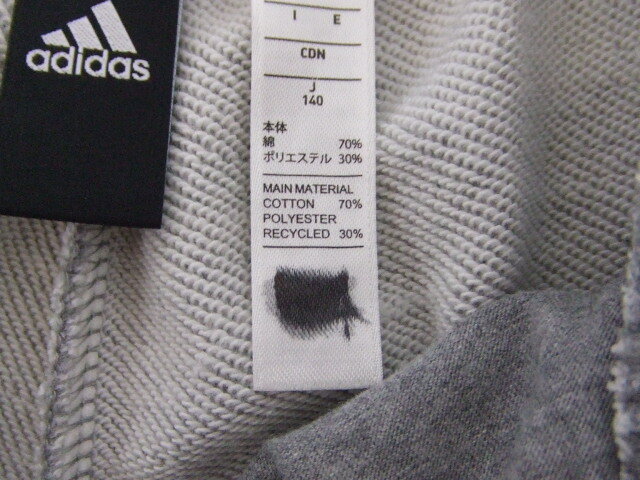 adidas
I E
CDN
J
140
本体
綿 70%
ポリエステル 30%
MAIN MATERIAL
COTTON 70%
POLYESTER
RECYCLED 30%